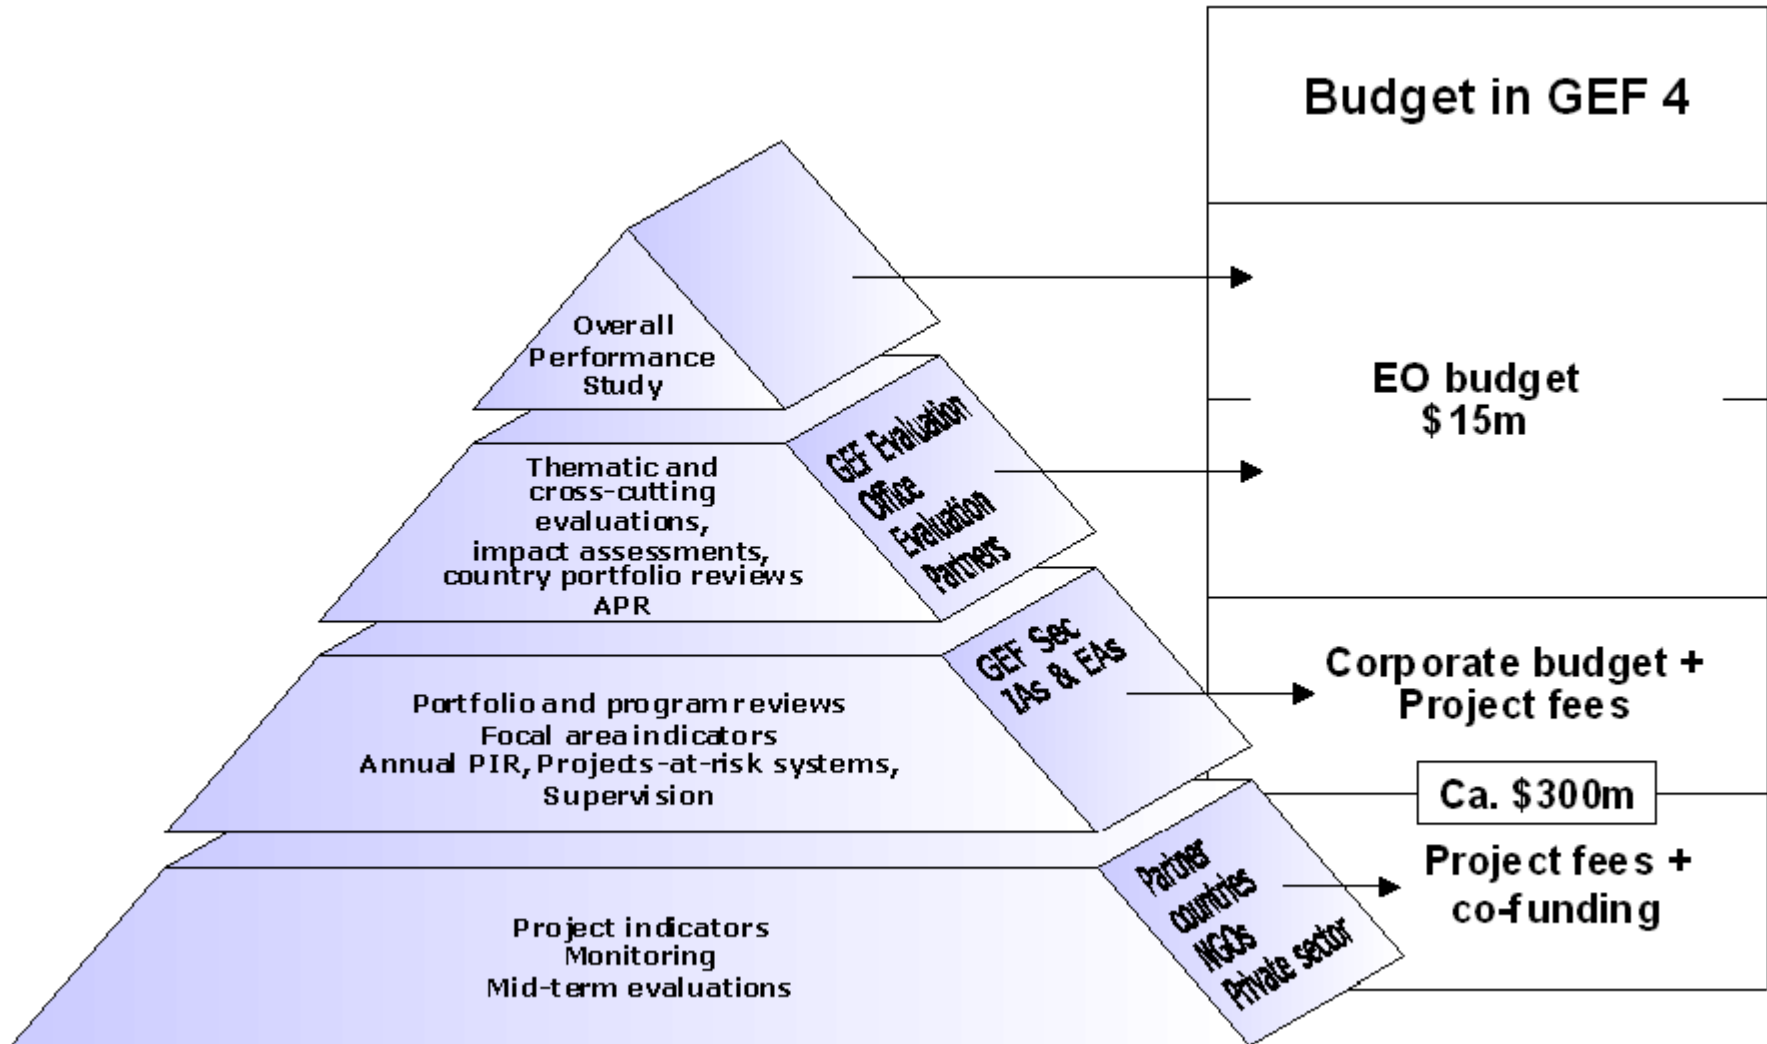 Budget in GEF 4
Overall
Performance
Study
EO budget
$15m
Thematic and
cross-cutting
evaluations,
impact assessments,
country portfolio reviews
APR
GEF Evaluation
Office
Evaluation
Partners
Portfolio and program reviews
Focal area indicators
Annual PIR, Projects-at-risk systems,
Supervision
GEF Sec
IAs & EAs
Corporate budget +
Project fees
Ca. $300m
Project indicators
Monitoring
Mid-term evaluations
Partner
countries
NGOs
Private sector
Project fees +
co-funding